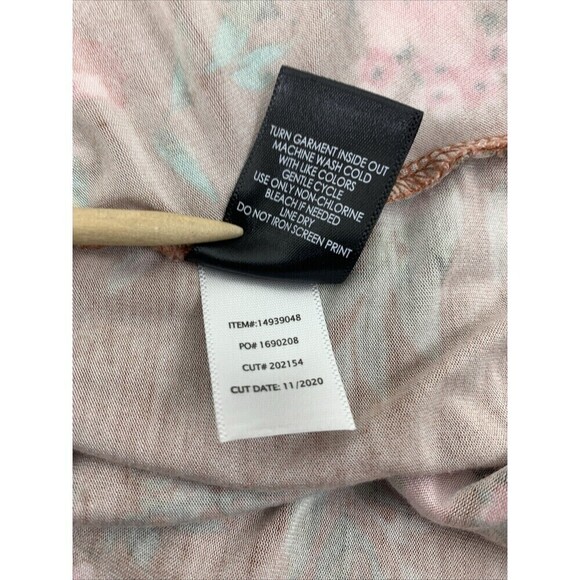 TURN GARMENT INSIDE OUT
MACHINE WASH COLD
WITH LIKE COLORS
GENTLE CYCLE
USE ONLY NON-CHLORINE
BLEACH IF NEEDED
LINE DRY
DO NOT IRON SCREEN PRINT
ITEM#:14939048
PO# 1690208
CUT# 202154
CUT DATE: 11/2020